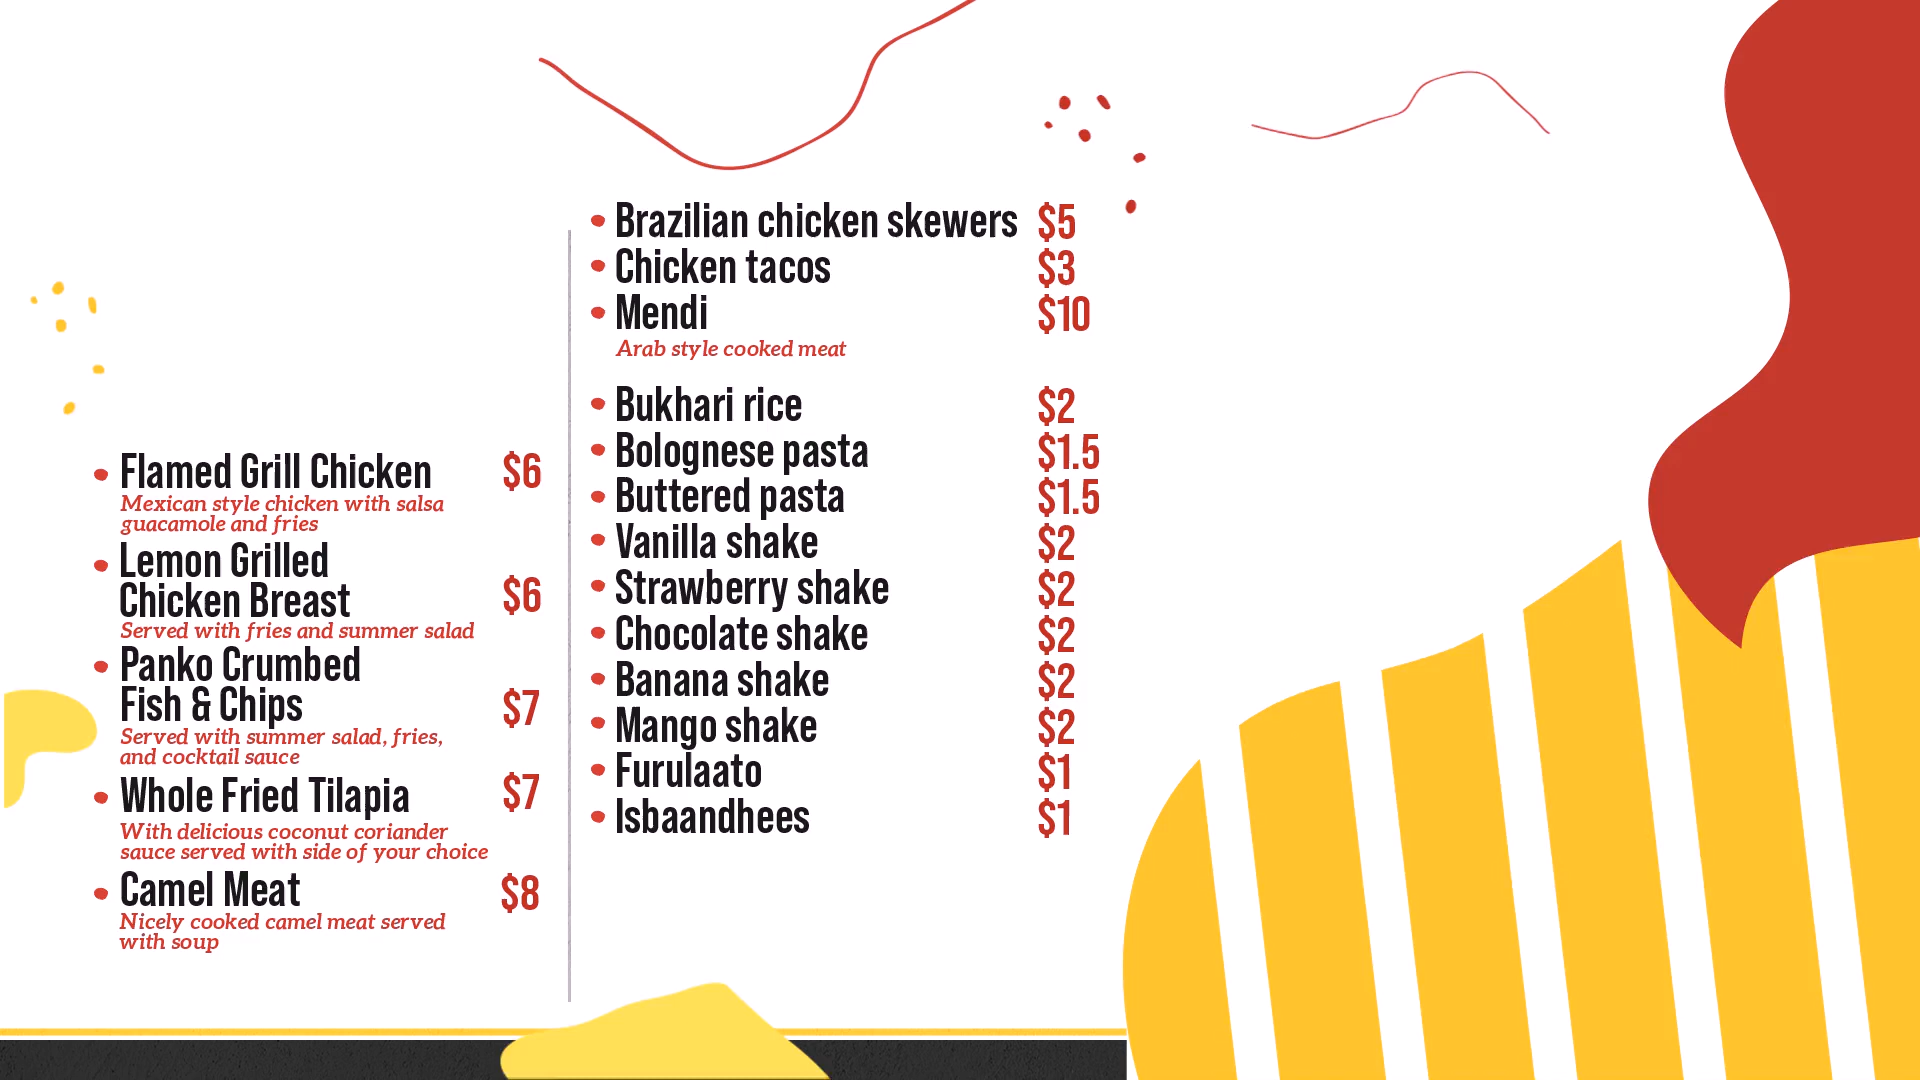 Flamed Grill Chicken $6
Mexican style chicken with salsa
guacamole and fries
Lemon Grilled
Chicken Breast $6
Served with fries and summer salad
Panko Crumbed
Fish & Chips $7
Served with summer salad, fries,
and cocktail sauce
Whole Fried Tilapia $7
With delicious coconut coriander
sauce served with side of your choice
Camel Meat $8
Nicely cooked camel meat served
with soup
Brazilian chicken skewers $5
Chicken tacos $3
Mendi $10
Arab style cooked meat
Bukhari rice $2
Bolognese pasta $1.5
Buttered pasta $1.5
Vanilla shake $2
Strawberry shake $2
Chocolate shake $2
Banana shake $2
Mango shake $2
Furulaato $1
Isbaandhees $1